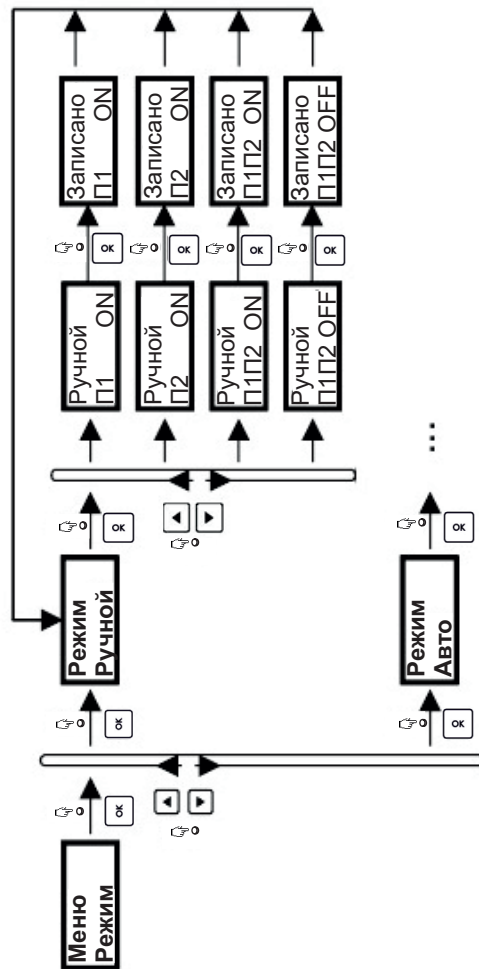 Меню
Режим
OK
OK
Режим
Ручной
OK
Ручной
П1 ON
OK
Записано
П1 ON
Ручной
П2 ON
OK
Записано
П2 ON
Ручной
П1П2 ON
OK
Записано
П1П2 ON
Ручной
П1П2 OFF
OK
Записано
П1П2 OFF
OK
Режим
Авто
OK
...